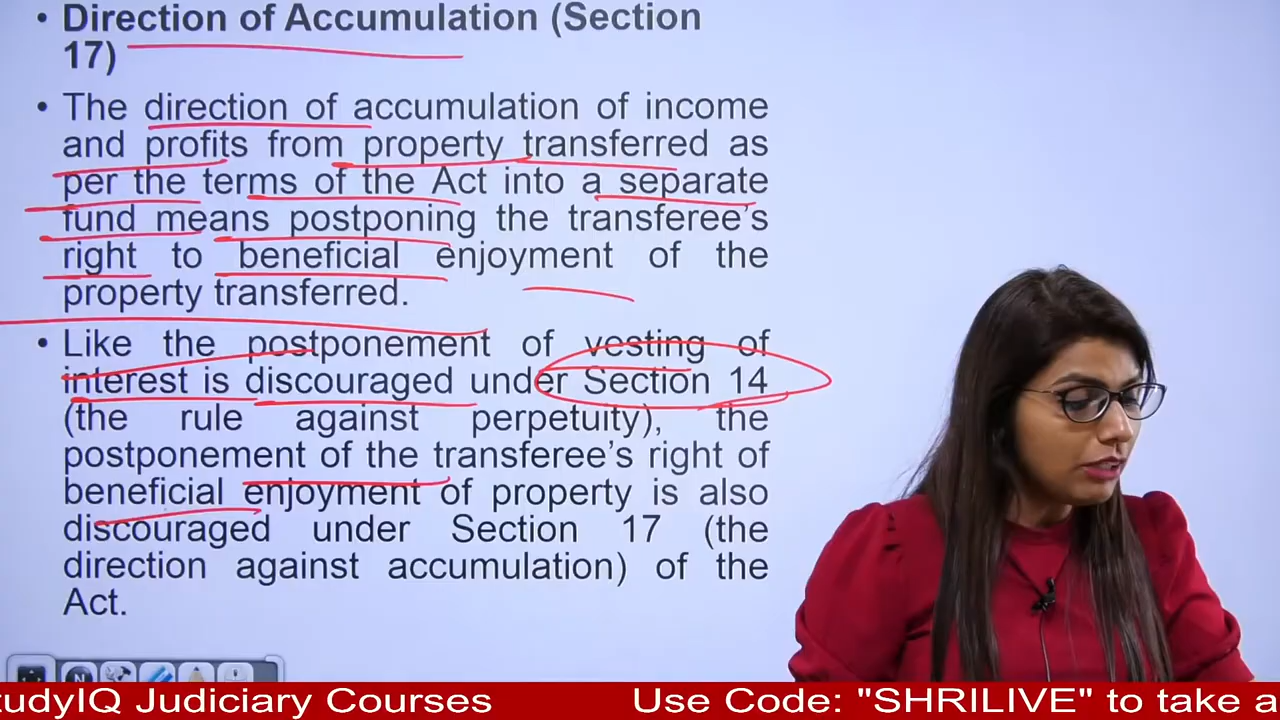 • Direction of Accumulation (Section
17)
• The direction of accumulation of income
and profits from property transferred as
per the terms of the Act into a separate
fund means postponing the transferee's
right to beneficial enjoyment of the
property transferred.
• Like the postponement of vesting of
interest is discouraged under Section 14
(the rule against perpetuity), the
postponement of the transferee's right of
beneficial enjoyment of property is also
discouraged under Section 17 (the
direction against accumulation) of the
Act.
N
tudyIQ Judiciary Courses Use Code: "SHRILIVE" to take a